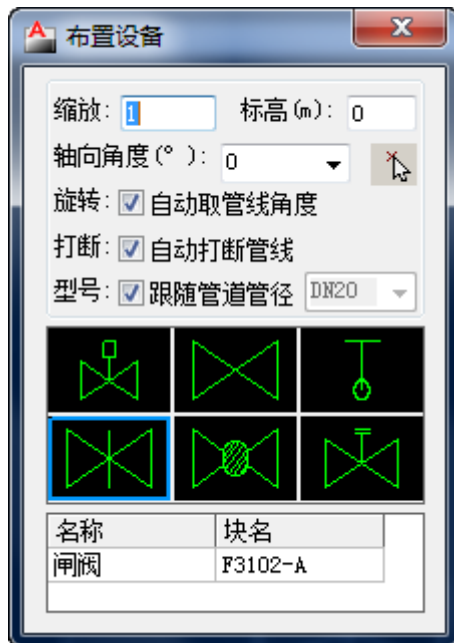 布置设备
缩放: 1 标高(m): 0
轴向角度(° ): 0
旋转: 自动取管线角度
打断: 自动打断管线
型号: 跟随管道管径 DN20
名称 块名
闸阀 F3102-A